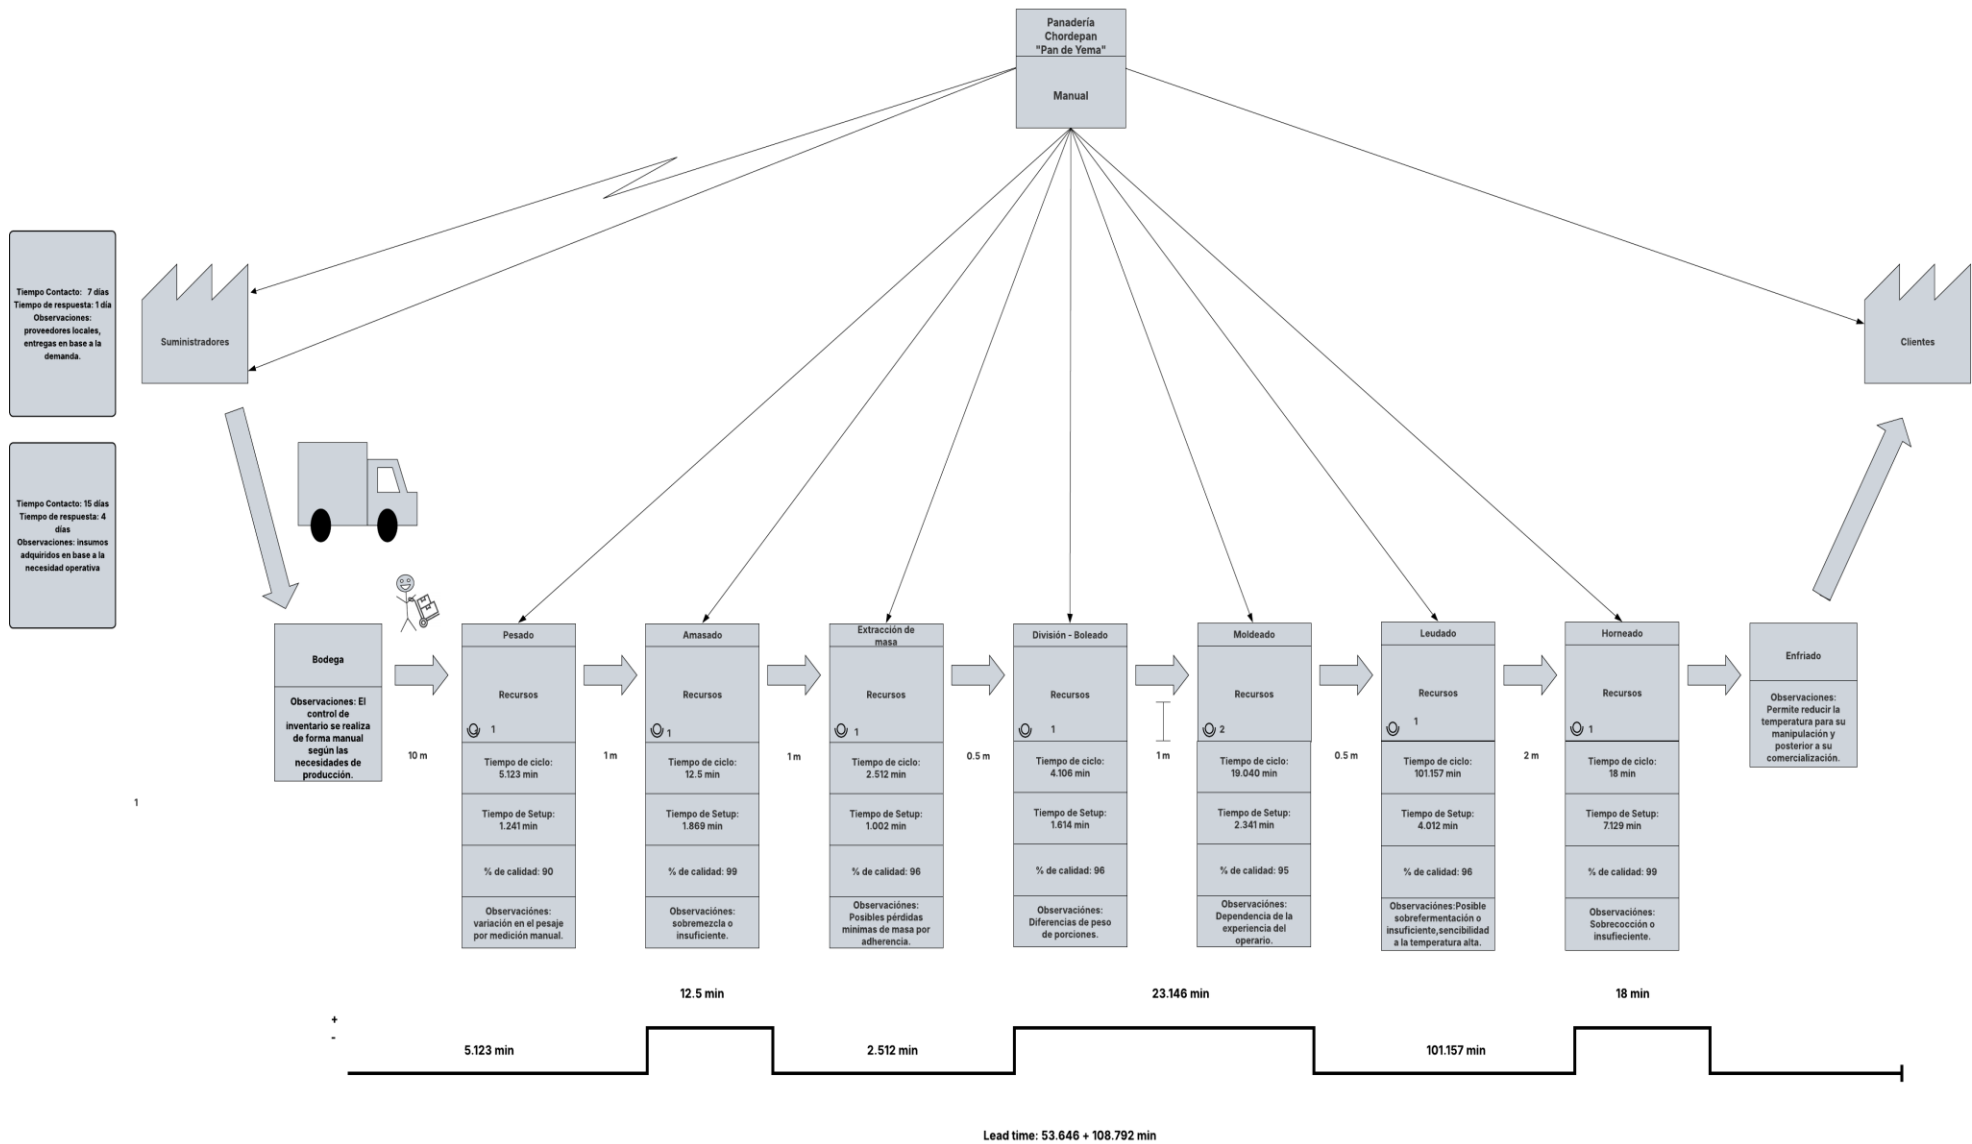 Panadería
Chordepan
"Pan de Yema"
Manual
Tiempo Contacto: 7 días
Tiempo de respuesta: 1 día
Observaciones:
proveedores locales,
entregas en base a la
demanda.
Suministradores
Clientes
Tiempo Contacto: 15 días
Tiempo de respuesta: 4
días
Observaciones: insumos
adquiridos en base a la
necesidad operativa
Bodega
Observaciones: El
control de
inventario se realiza
de forma manual
según las
necesidades de
producción.
10 m
Pesado
Recursos
1
Tiempo de ciclo:
5.123 min
Tiempo de Setup:
1.241 min
% de calidad: 90
Observaciónes:
variación en el pesaje
por medición manual.
1 m
Amasado
Recursos
1
Tiempo de ciclo:
12.5 min
Tiempo de Setup:
1.869 min
% de calidad: 99
Observaciónes:
sobremezcla o
insuficiente.
1 m
Extracción de
masa
Recursos
1
Tiempo de ciclo:
2.512 min
Tiempo de Setup:
1.002 min
% de calidad: 96
Observaciónes:
Posibles pérdidas
minimas de masa por
adherencia.
0.5 m
División - Boleado
Recursos
1
Tiempo de ciclo:
4.106 min
Tiempo de Setup:
1.614 min
% de calidad: 96
Observaciónes:
Diferencias de peso
de porciones.
1 m
Moldeado
Recursos
2
Tiempo de ciclo:
19.040 min
Tiempo de Setup:
2.341 min
% de calidad: 95
Observaciónes:
Dependencia de la
experiencia del
operario.
0.5 m
Leudado
Recursos
1
Tiempo de ciclo:
101.157 min
Tiempo de Setup:
4.012 min
% de calidad: 96
Observaciónes:Posible
sobrefermentación o
insuficiente,sencibilidad
a la temperatura alta.
2 m
Horneado
Recursos
1
Tiempo de ciclo:
18 min
Tiempo de Setup:
7.129 min
% de calidad: 99
Observaciónes:
Sobrecocción o
insufieciente.
Enfriado
Observaciones:
Permite reducir la
temperatura para su
manipulación y
posterior a su
comercialización.
1
12.5 min
23.146 min
18 min
+
-
5.123 min
2.512 min
101.157 min
Lead time: 53.646 + 108.792 min